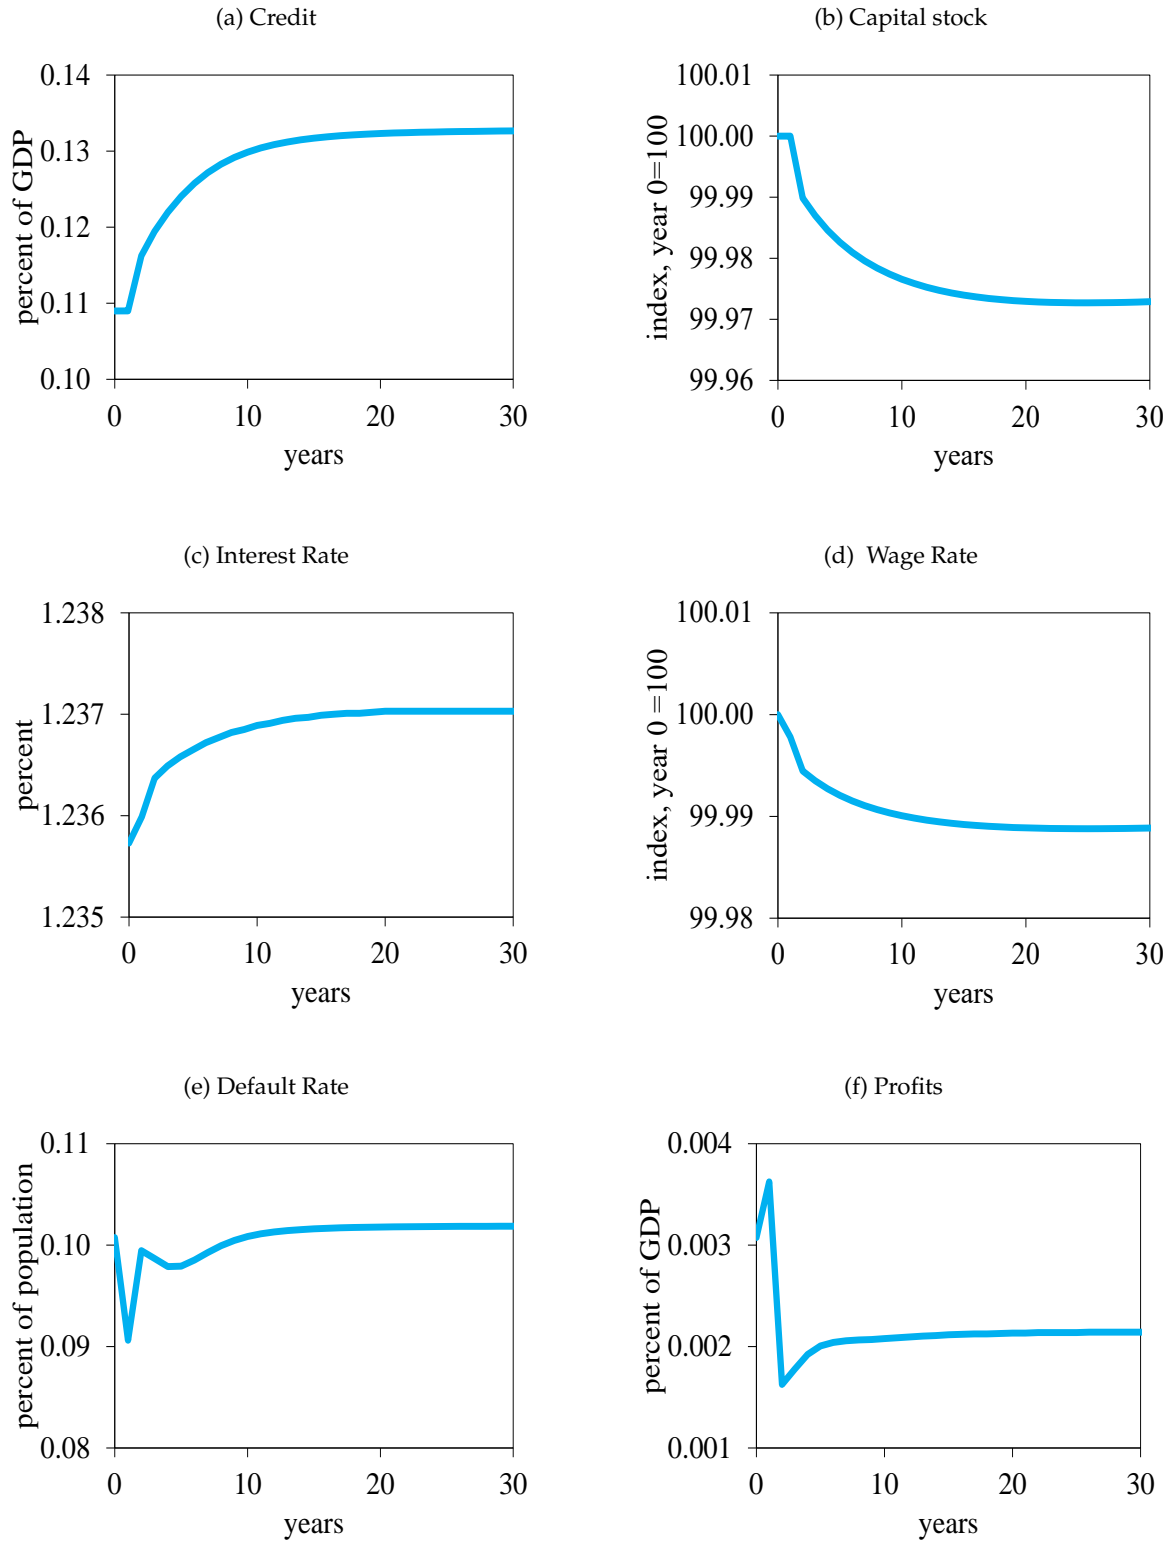 (a) Credit
percent of GDP
0.14
0.13
0.12
0.11
0.10
0 10 20 30
years
(b) Capital stock
index, year 0=100
100.01
100.00
99.99
99.98
99.97
99.96
0 10 20 30
years
(c) Interest Rate
percent
1.238
1.237
1.236
1.235
0 10 20 30
years
(d) Wage Rate
index, year 0 =100
100.01
100.00
99.99
99.98
0 10 20 30
years
(e) Default Rate
percent of population
0.11
0.10
0.09
0.08
0 10 20 30
years
(f) Profits
percent of GDP
0.004
0.003
0.002
0.001
0 10 20 30
years